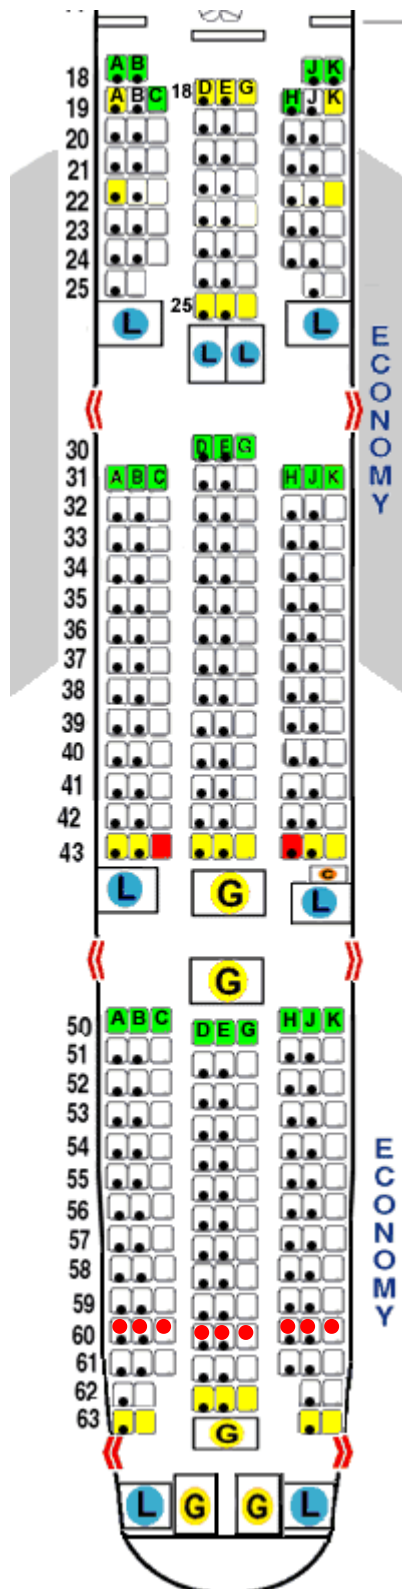 A B J K
18
18 D E G
A B C H J K
19
20
21
22
23
24
25
25
L L
L L
E
C
O
N
O
M
Y
30 D E G
31 A B C H J K
32
33
34
35
36
37
38
39
40
41
42
43
C
L G L
G
50 A B C H J K
D E G
51
52
53
54
55
56
57
58
59
60
61
62
63
E
C
O
N
O
M
Y
G
L G G L